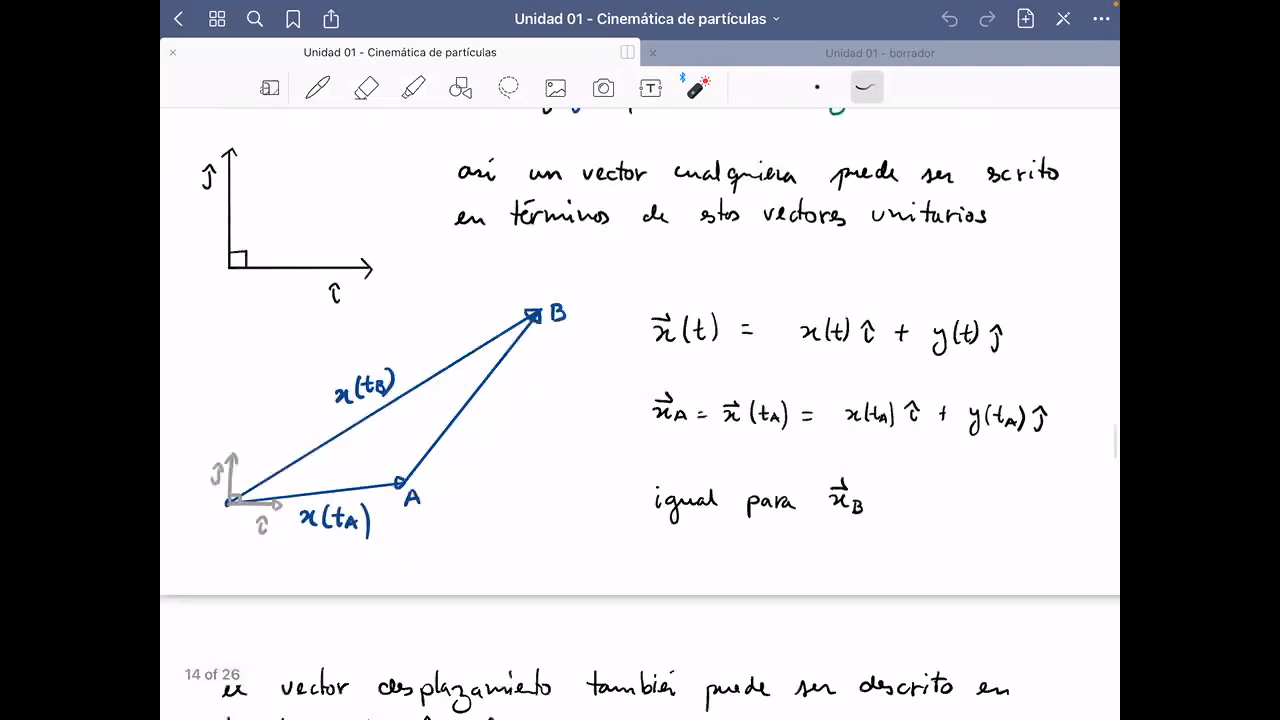 Unidad 01 - Cinemática de partículas
Unidad 01 - Cinemática de partículas
Unidad 01 - borrador
T
ĵ
î
así un vector cualquiera puede ser scrito
en términos de estos vectores unitarios
B
x(tB)
ĵ
î
x(tA)
A
x⃗(t) = x(t) î + y(t) ĵ
x⃗A = x⃗(tA) = x(tA) î + y(tA) ĵ
igual para x⃗B
14 of 26
vector desplazamiento también puede ser descrito en